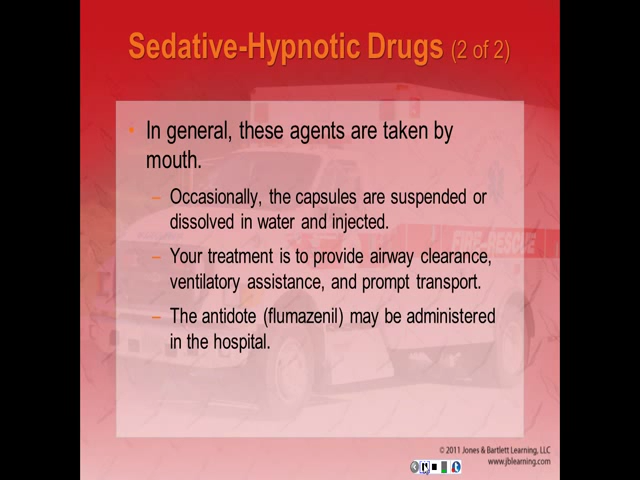 Sedative-Hypnotic Drugs (2 of 2)
• In general, these agents are taken by
mouth.
– Occasionally, the capsules are suspended or
dissolved in water and injected.
– Your treatment is to provide airway clearance,
ventilatory assistance, and prompt transport.
– The antidote (flumazenil) may be administered
in the hospital.
FIRE-RESCUE
© 2011 Jones & Bartlett Learning, LLC
www.jblearning.com